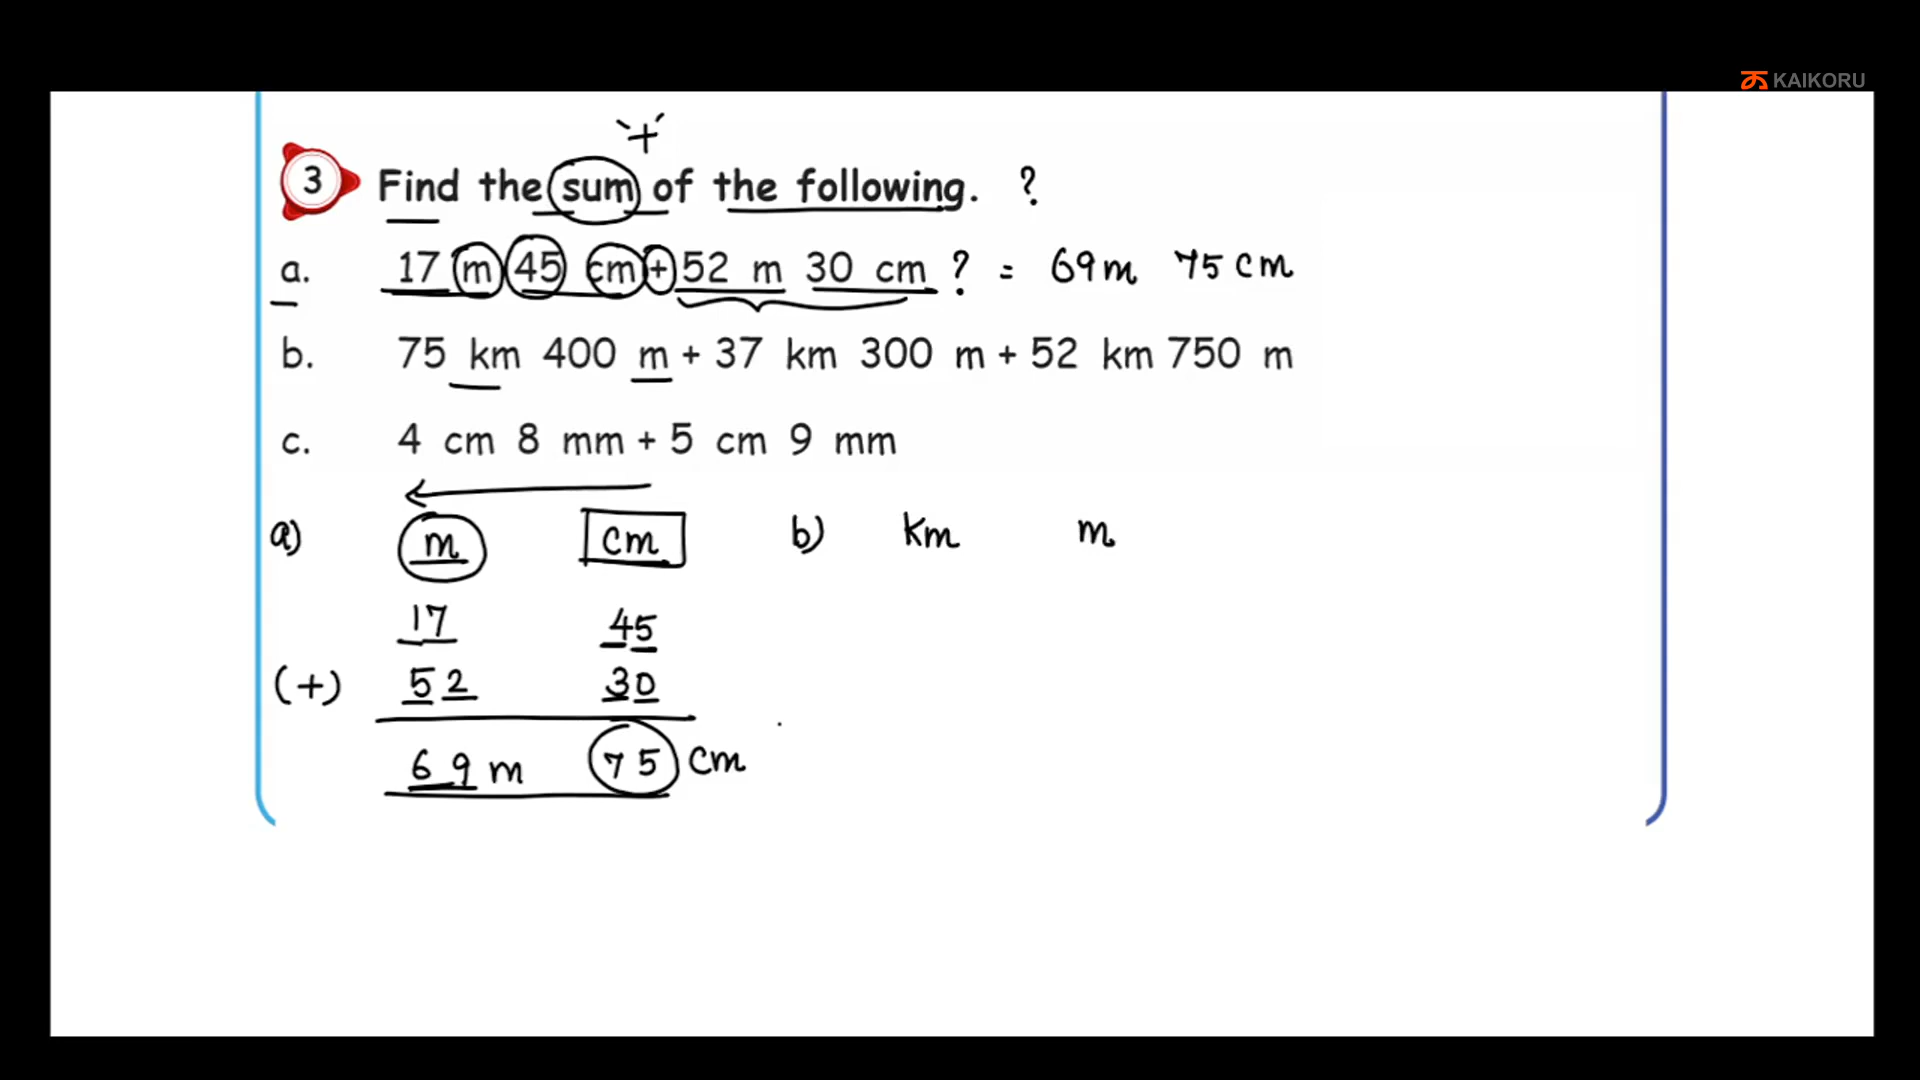 KAIKORU
'+'
3 Find the sum of the following. ?
a. 17 m 45 cm + 52 m 30 cm ? = 69 m 75 cm
b. 75 km 400 m + 37 km 300 m + 52 km 750 m
c. 4 cm 8 mm + 5 cm 9 mm
a) m cm b) km m
17 45
(+) 52 30
69 m 75 cm